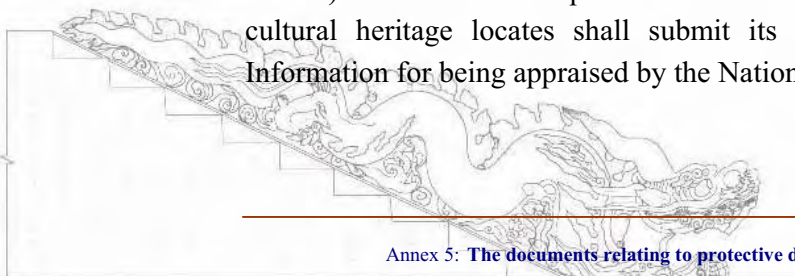 cultural heritage locates shall submit its
Information for being appraised by the Nation
Annex 5: The documents relating to protective d